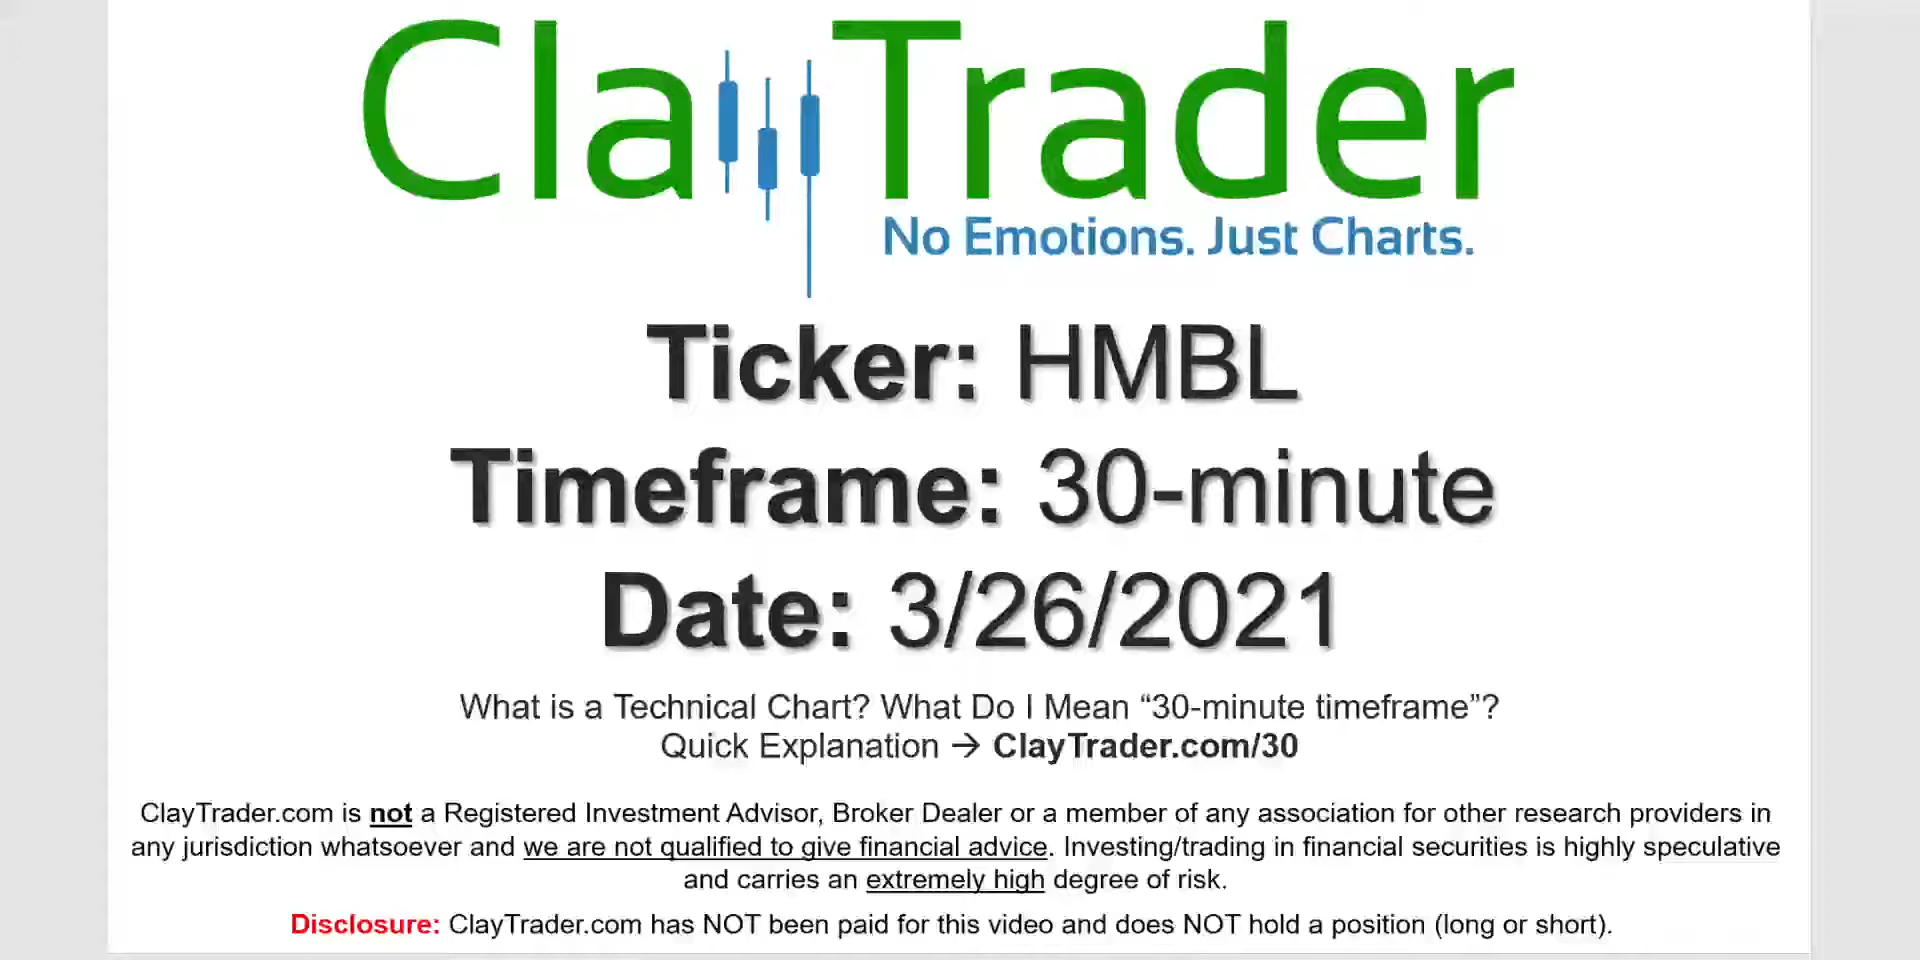 ClayTrader
No Emotions. Just Charts.
Ticker: HMBL
Timeframe: 30-minute
Date: 3/26/2021
What is a Technical Chart? What Do I Mean “30-minute timeframe”?
Quick Explanation → ClayTrader.com/30
ClayTrader.com is not a Registered Investment Advisor, Broker Dealer or a member of any association for other research providers in
any jurisdiction whatsoever and we are not qualified to give financial advice. Investing/trading in financial securities is highly speculative
and carries an extremely high degree of risk.
Disclosure: ClayTrader.com has NOT been paid for this video and does NOT hold a position (long or short).